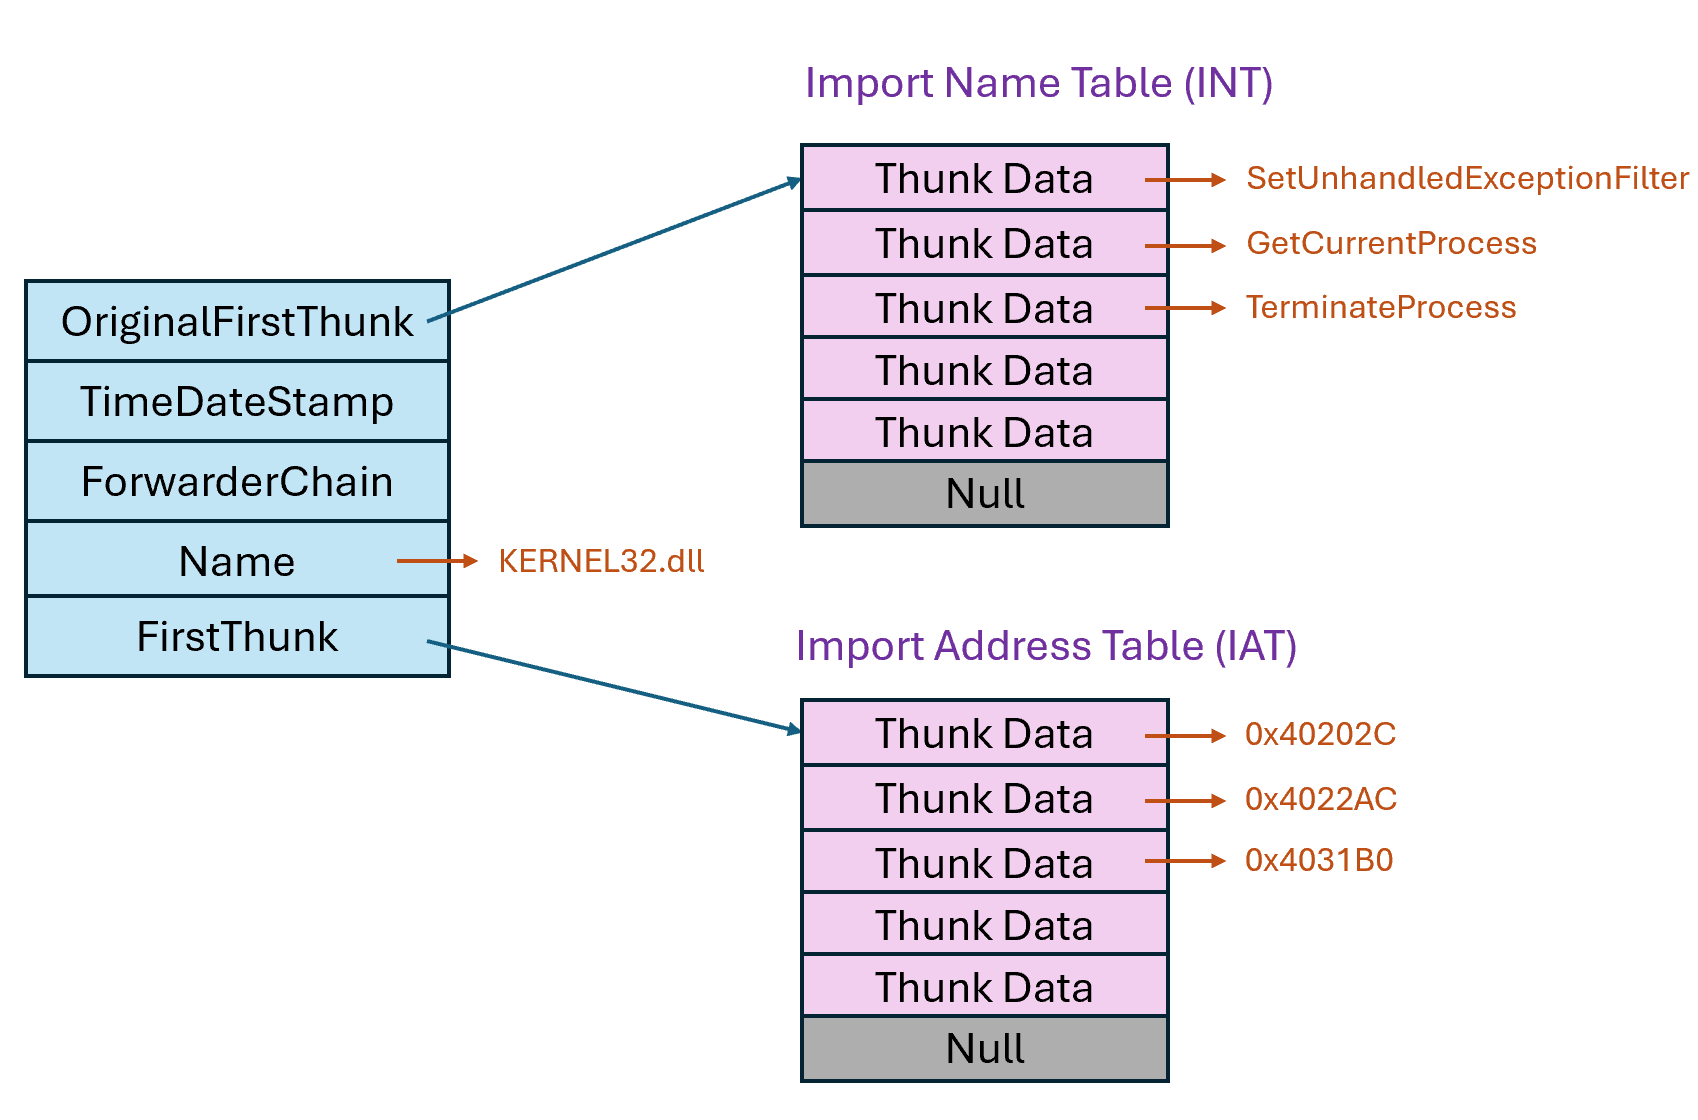 OriginalFirstThunk
TimeDateStamp
ForwarderChain
Name
KERNEL32.dll
FirstThunk
Import Name Table (INT)
Thunk Data
SetUnhandledExceptionFilter
Thunk Data
GetCurrentProcess
Thunk Data
TerminateProcess
Thunk Data
Thunk Data
Null
Import Address Table (IAT)
Thunk Data
0x40202C
Thunk Data
0x4022AC
Thunk Data
0x4031B0
Thunk Data
Thunk Data
Null